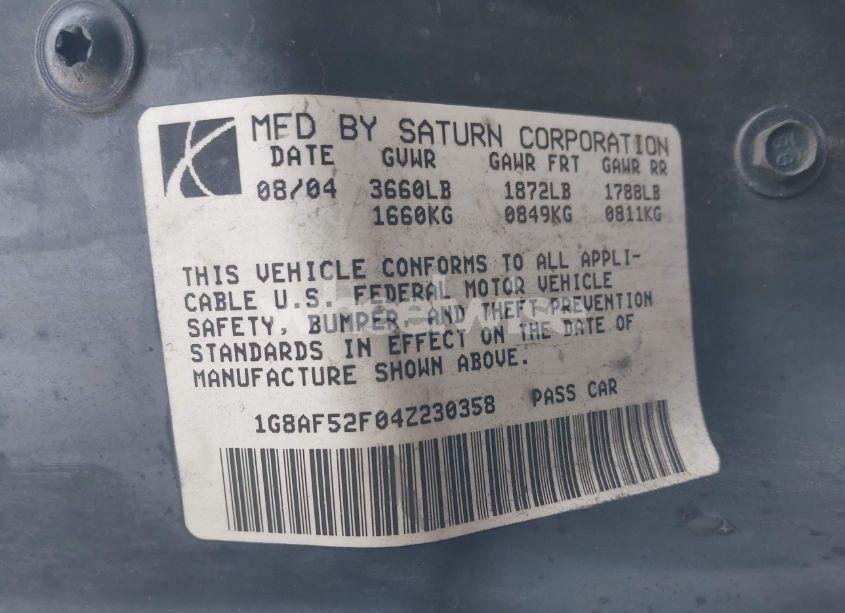 MFD BY SATURN CORPORATION
DATE GVWR GAWR FRT GAWR RR
08/04 3660LB 1872LB 1788LB
1660KG 0849KG 0811KG
THIS VEHICLE CONFORMS TO ALL APPLI-
CABLE U.S. FEDERAL MOTOR VEHICLE
SAFETY, BUMPER, AND THEFT PREVENTION
STANDARDS IN EFFECT ON THE DATE OF
MANUFACTURE SHOWN ABOVE.
1G8AF52F04Z230358 PASS CAR